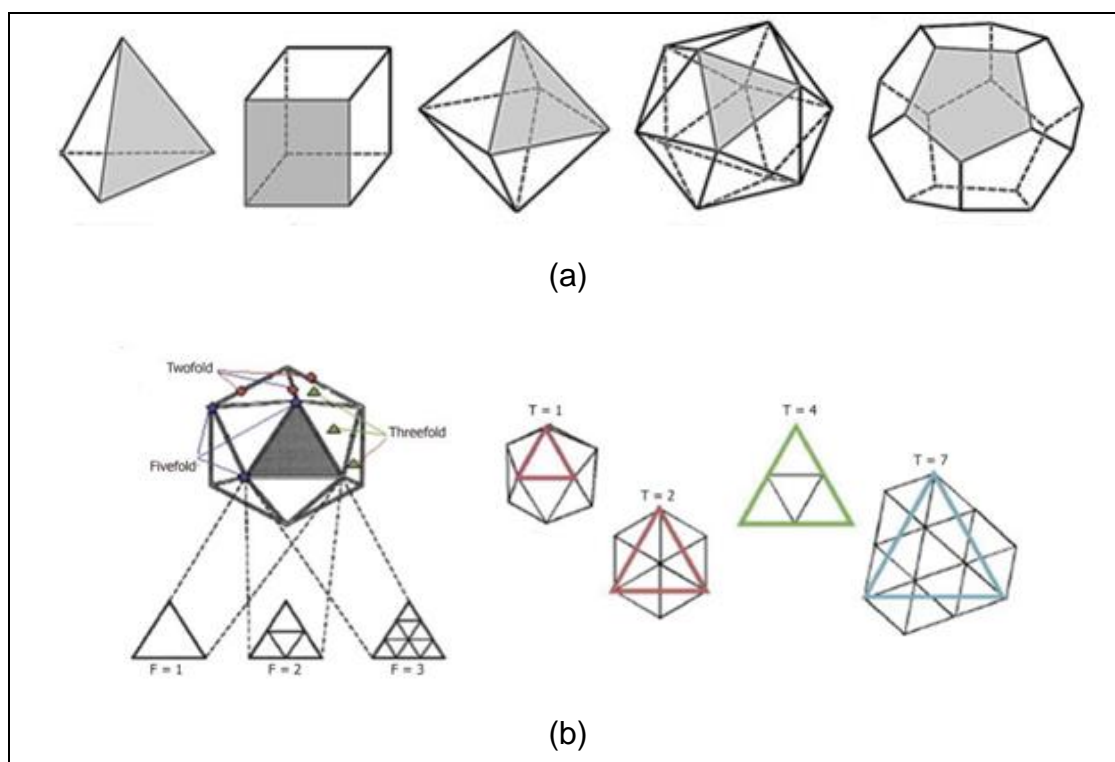 (a)
Twofold
Threefold
Fivefold
T = 1
T = 4
T = 2
T = 7
F = 1
F = 2
F = 3
(b)